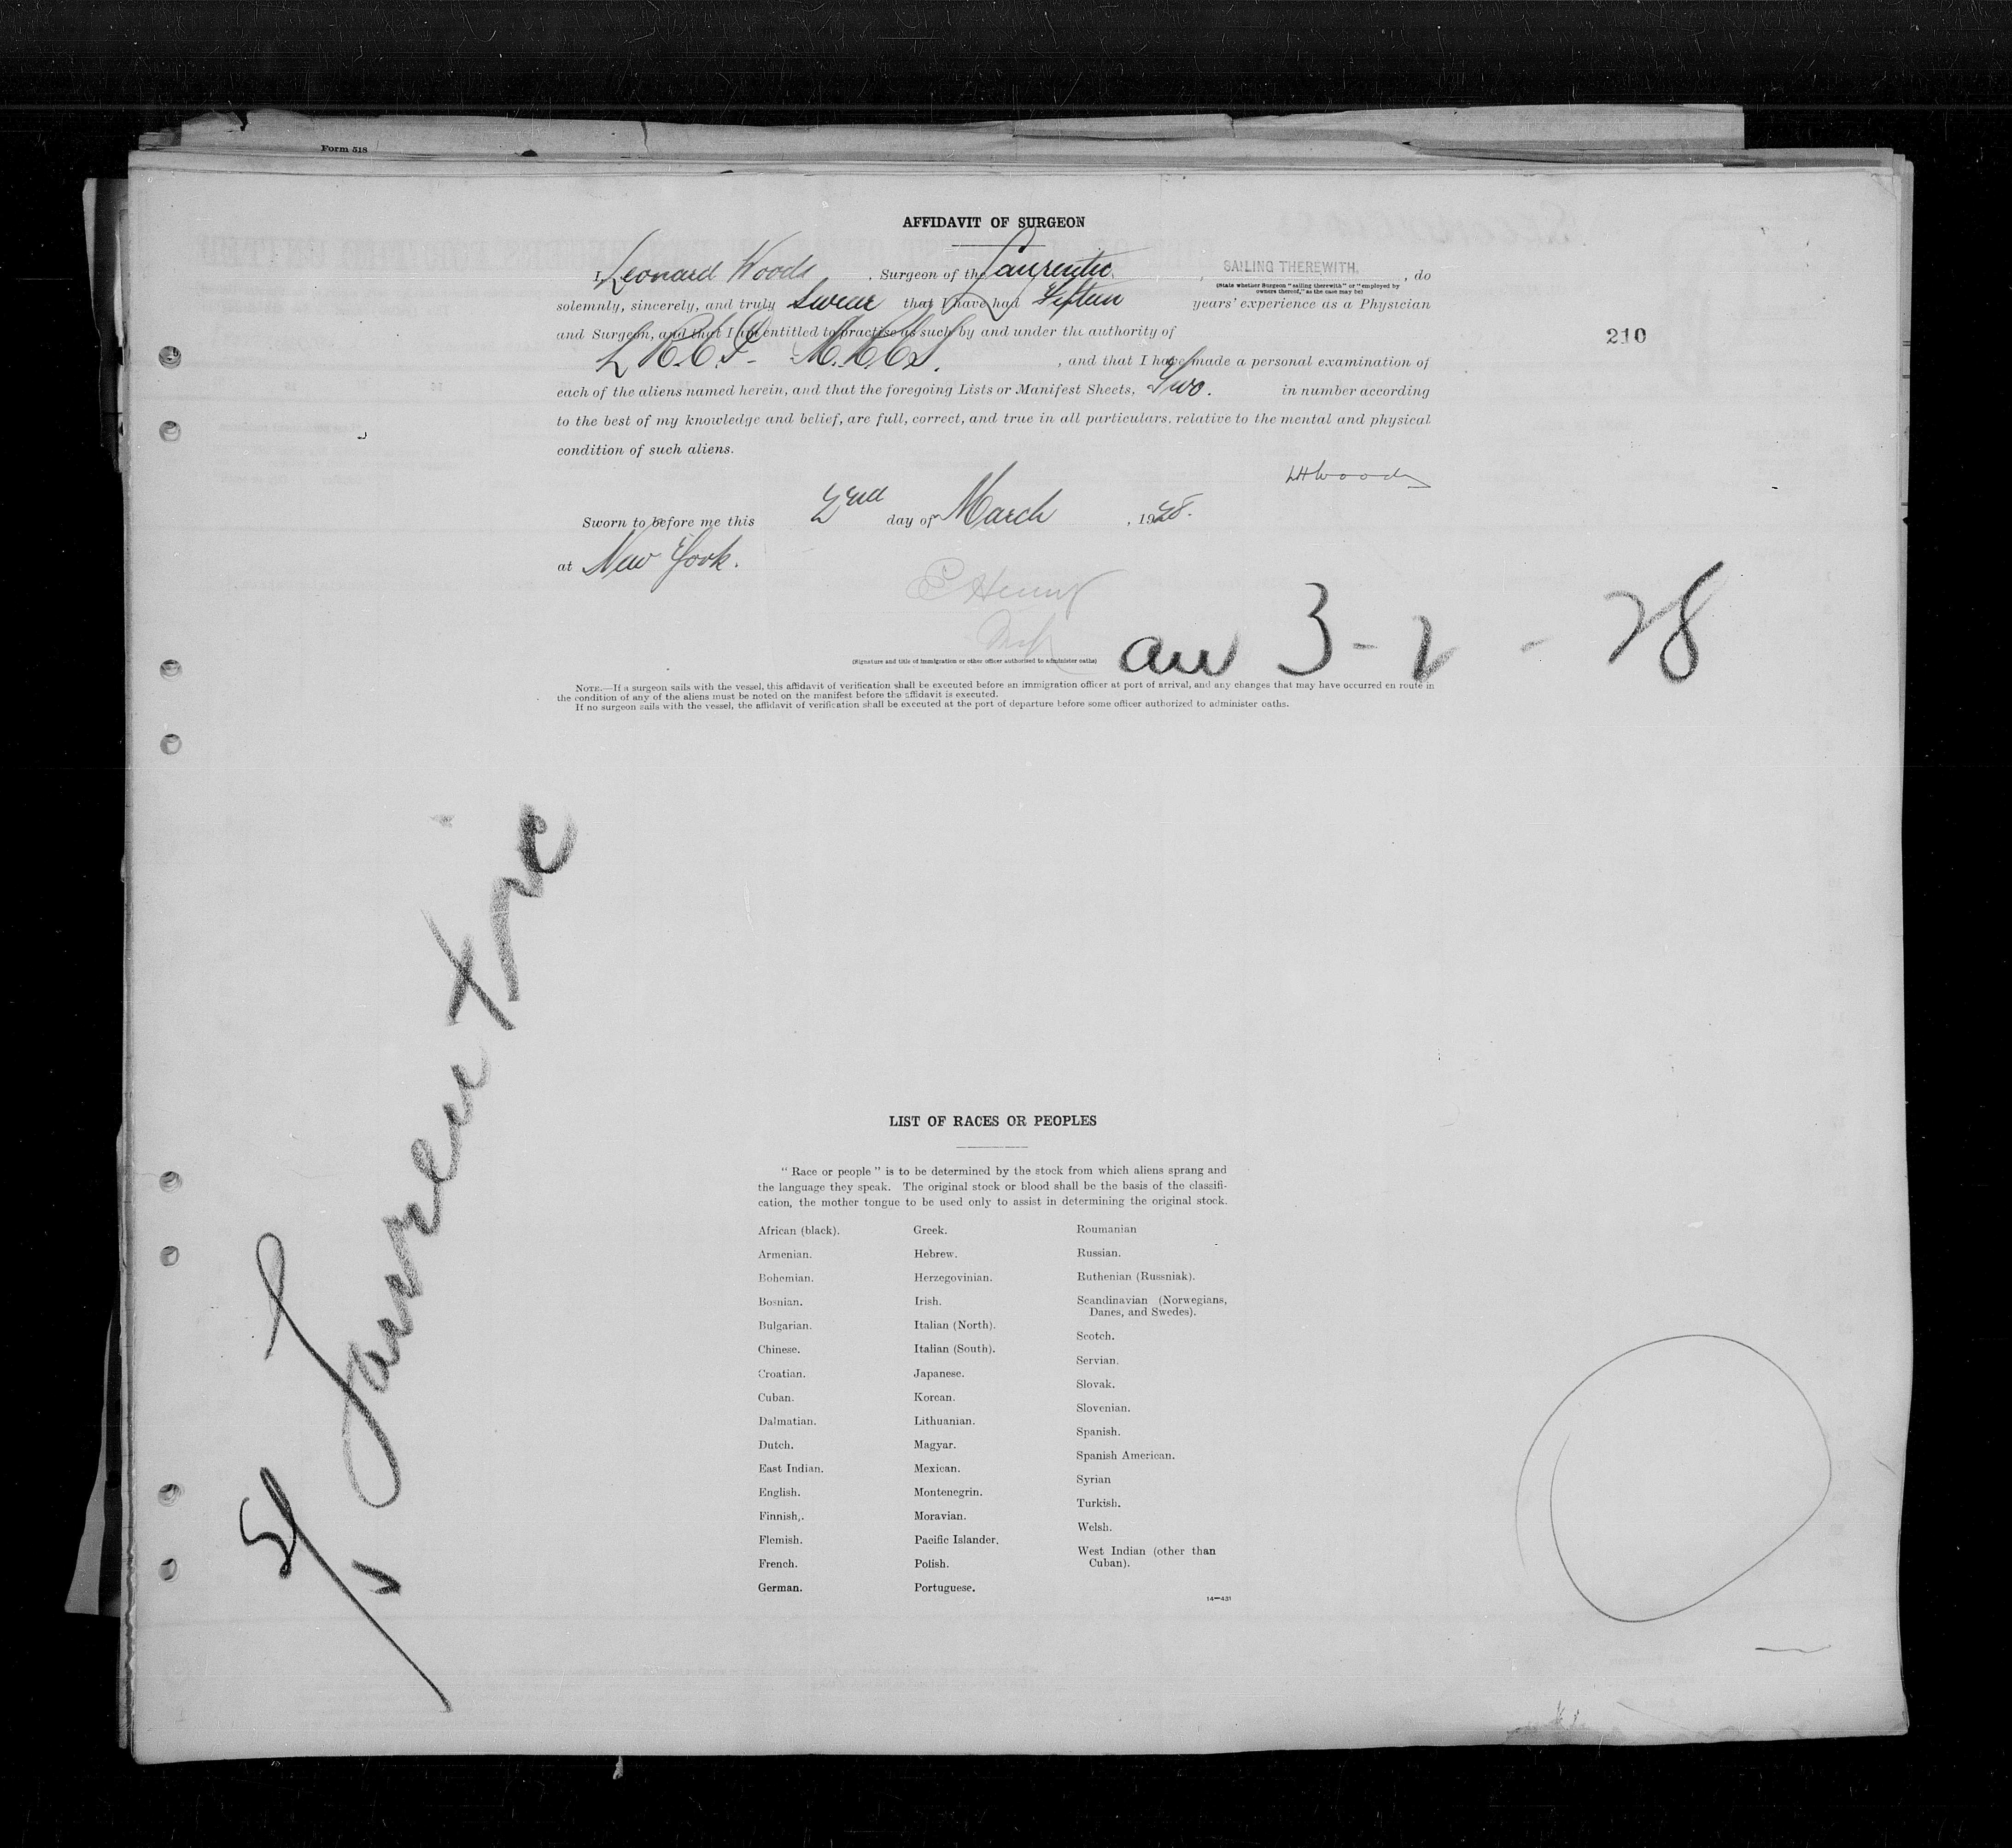 Form 518
AFFIDAVIT OF SURGEON
I, Leonard Woods, Surgeon of the Laurentic, SAILING THEREWITH, do
(State whether Surgeon "sailing therewith" or "employed by
owners thereof," as the case may be)
solemnly, sincerely, and truly Swear that I have had Fifteen years' experience as a Physician
and Surgeon, and that I am entitled to practise as such by and under the authority of
L.R.C.P. - M.R.C.S., and that I have made a personal examination of
each of the aliens named herein, and that the foregoing Lists or Manifest Sheets, Two. in number according
to the best of my knowledge and belief, are full, correct, and true in all particulars, relative to the mental and physical
condition of such aliens.
LHWoods
Sworn to before me this 2nd day of March, 1928.
at New York.
210
arr 3 - 2 - 28
(Signature and title of immigration or other officer authorized to administer oaths)
NOTE.—If a surgeon sails with the vessel, this affidavit of verification shall be executed before an immigration officer at port of arrival, and any changes that may have occurred en route in
the condition of any of the aliens must be noted on the manifest before the affidavit is executed.
If no surgeon sails with the vessel, the affidavit of verification shall be executed at the port of departure before some officer authorized to administer oaths.
Laurentic
LIST OF RACES OR PEOPLES
"Race or people" is to be determined by the stock from which aliens sprang and
the language they speak. The original stock or blood shall be the basis of the classifi-
cation, the mother tongue to be used only to assist in determining the original stock.
African (black).
Armenian.
Bohemian.
Bosnian.
Bulgarian.
Chinese.
Croatian.
Cuban.
Dalmatian.
Dutch.
East Indian.
English.
Finnish,.
Flemish.
French.
German.
Greek.
Hebrew.
Herzegovinian.
Irish.
Italian (North).
Italian (South).
Japanese.
Korean.
Lithuanian.
Magyar.
Mexican.
Montenegrin.
Moravian.
Pacific Islander.
Polish.
Portuguese.
Roumanian
Russian.
Ruthenian (Russniak).
Scandinavian (Norwegians,
Danes, and Swedes).
Scotch.
Servian.
Slovak.
Slovenian.
Spanish.
Spanish American.
Syrian
Turkish.
Welsh.
West Indian (other than
Cuban).
14—431